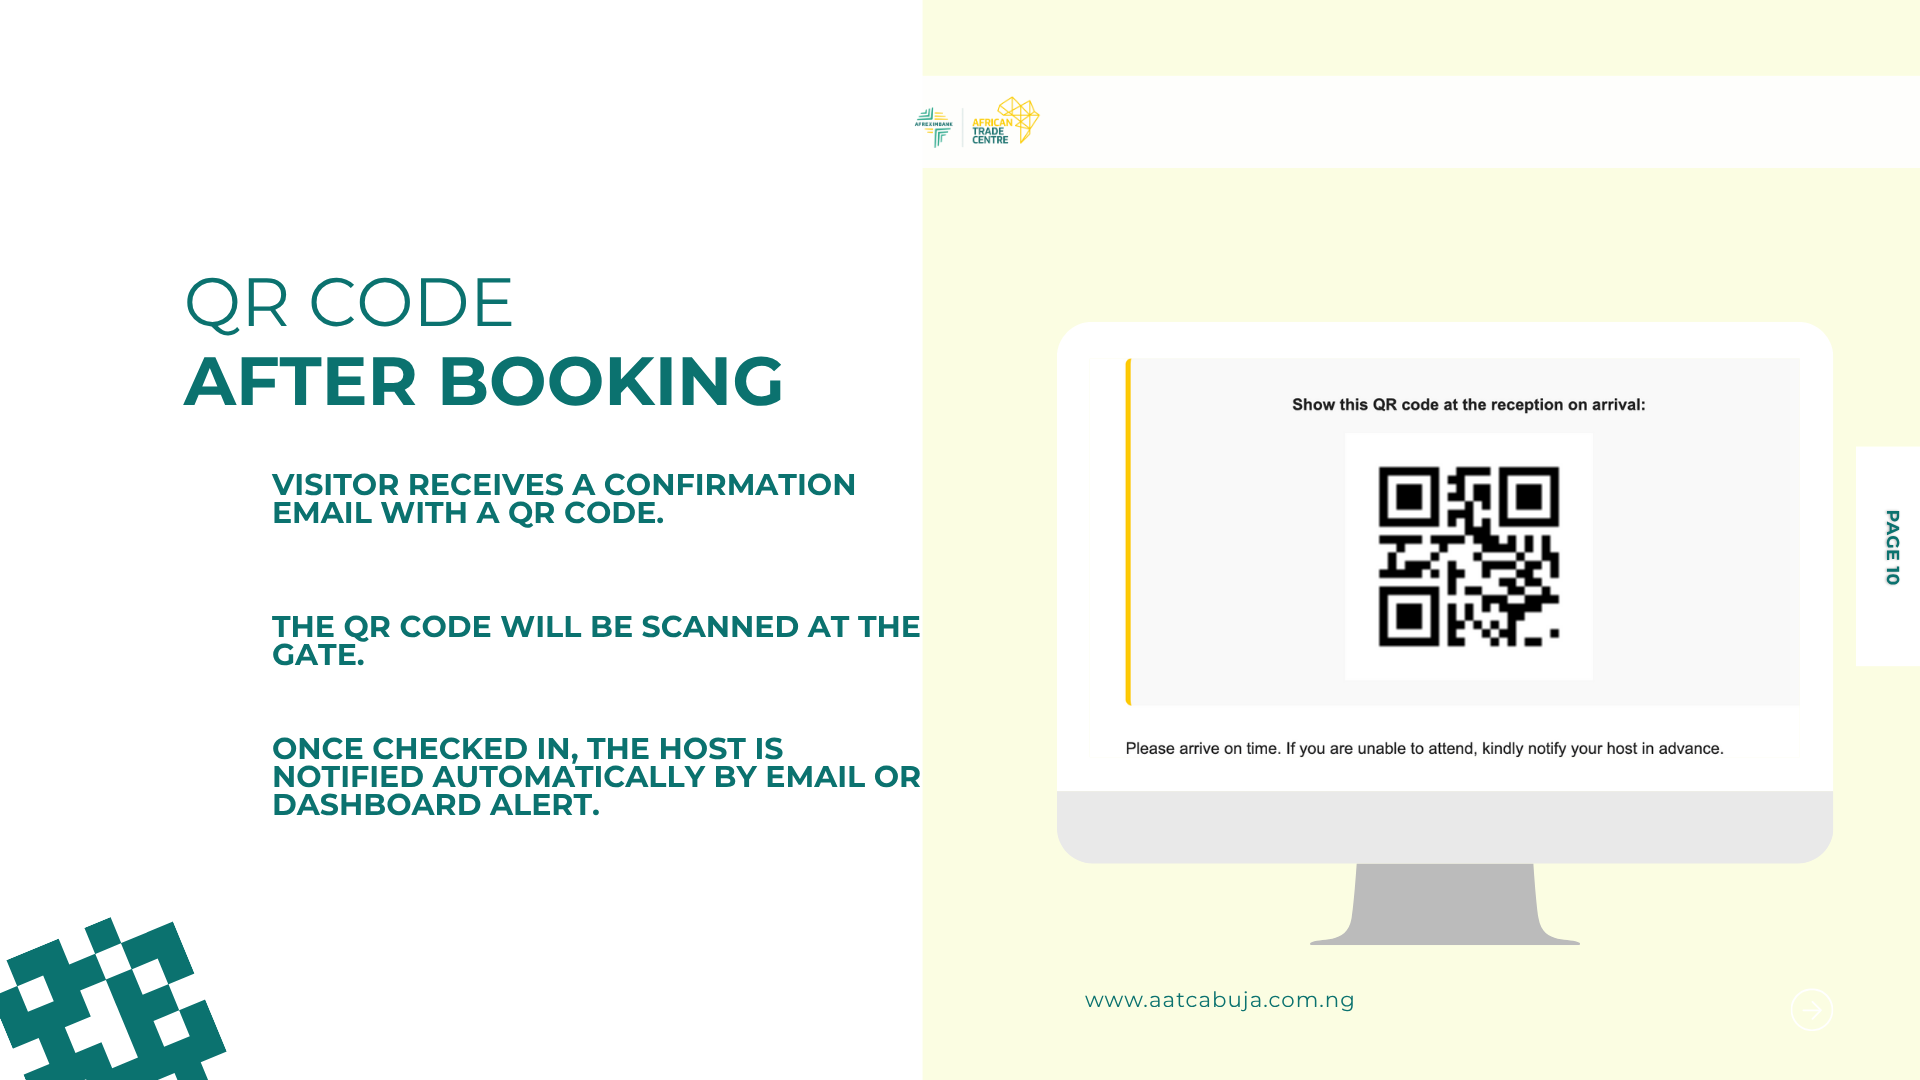 AFREXIMBANK
AFRICAN
TRADE
CENTRE
QR CODE
AFTER BOOKING
VISITOR RECEIVES A CONFIRMATION
EMAIL WITH A QR CODE.
THE QR CODE WILL BE SCANNED AT THE
GATE.
ONCE CHECKED IN, THE HOST IS
NOTIFIED AUTOMATICALLY BY EMAIL OR
DASHBOARD ALERT.
Show this QR code at the reception on arrival:
Please arrive on time. If you are unable to attend, kindly notify your host in advance.
PAGE 10
www.aatcabuja.com.ng